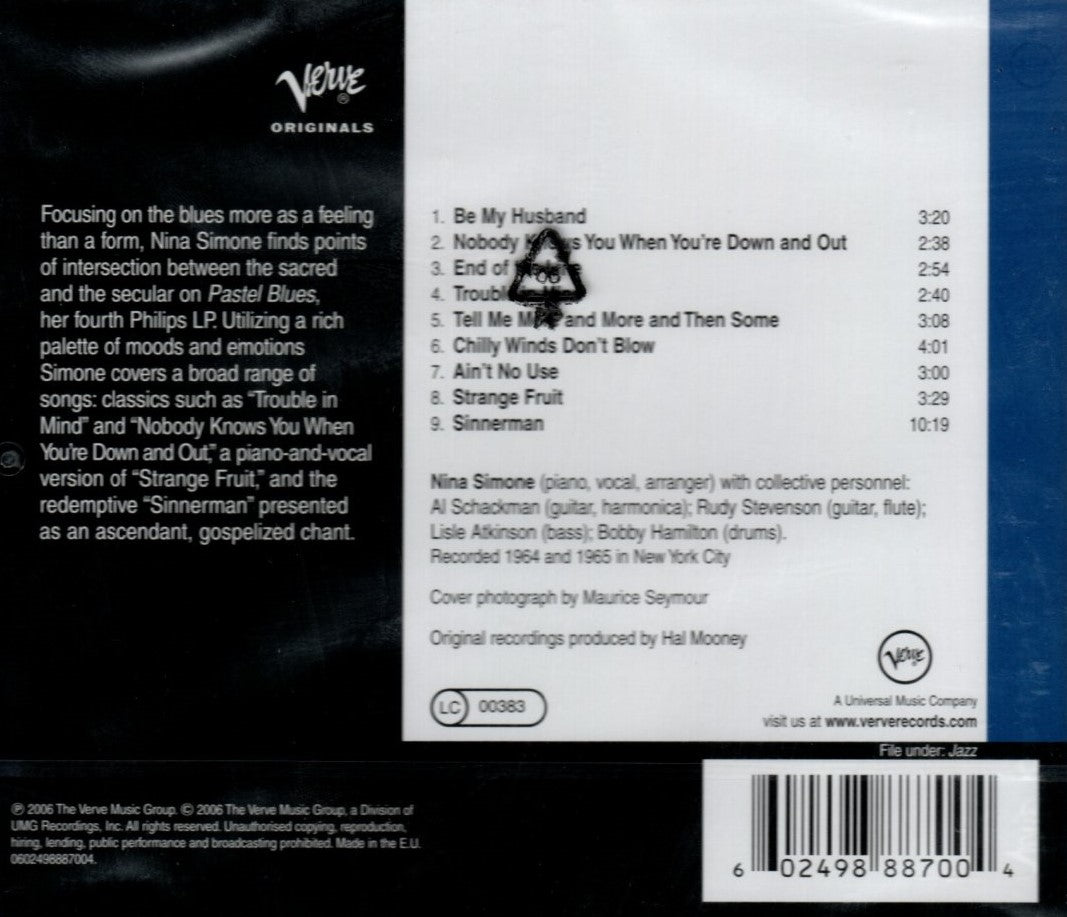 Verve®
ORIGINALS
Focusing on the blues more as a feeling
than a form, Nina Simone finds points
of intersection between the sacred
and the secular on Pastel Blues,
her fourth Philips LP. Utilizing a rich
palette of moods and emotions
Simone covers a broad range of
songs: classics such as “Trouble in
Mind” and “Nobody Knows You When
You're Down and Out,” a piano-and-vocal
version of “Strange Fruit,” and the
redemptive “Sinnerman” presented
as an ascendant, gospelized chant.
1. Be My Husband 3:20
2. Nobody Knows You When You're Down and Out 2:38
3. End of 2:54
4. Trouble 2:40
5. Tell Me More and More and Then Some 3:08
6. Chilly Winds Don't Blow 4:01
7. Ain't No Use 3:00
8. Strange Fruit 3:29
9. Sinnerman 10:19
Nina Simone (piano, vocal, arranger) with collective personnel:
Al Schackman (guitar, harmonica); Rudy Stevenson (guitar, flute);
Lisle Atkinson (bass); Bobby Hamilton (drums).
Recorded 1964 and 1965 in New York City
Cover photograph by Maurice Seymour
Original recordings produced by Hal Mooney
LC 00383
Verve
A Universal Music Company
visit us at www.ververecords.com
File under: Jazz
℗ 2006 The Verve Music Group. © 2006 The Verve Music Group, a Division of
UMG Recordings, Inc. All rights reserved. Unauthorised copying, reproduction,
hiring, lending, public performance and broadcasting prohibited. Made in the E.U.
0602498887004.
6 02498 88700 4